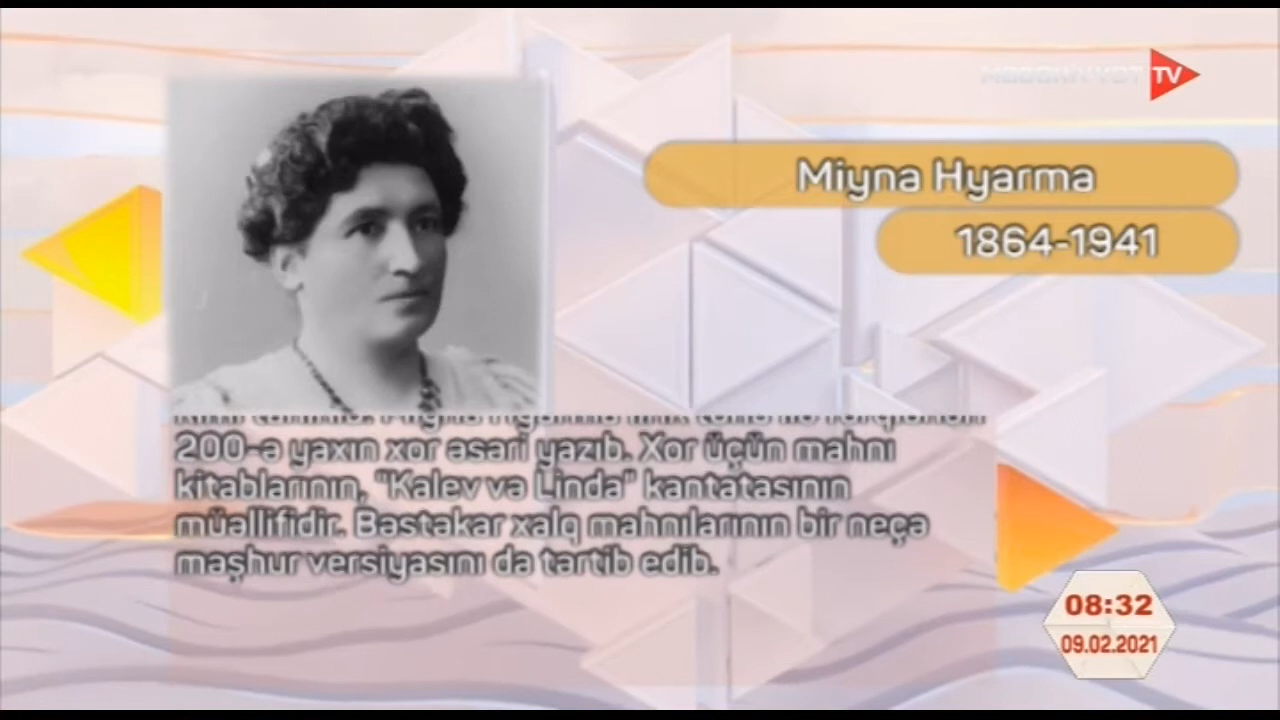 TV
Miyna Hyarma
1864-1941
200-ə yaxın xor əsəri yazıb. Xor üçün mahnı
kitablarının, "Kalev və Linda" kantatasının
müəllifidir. Bəstəkar xalq mahnılarının bir neçə
məşhur versiyasını da tərtib edib.
08:32
09.02.2021